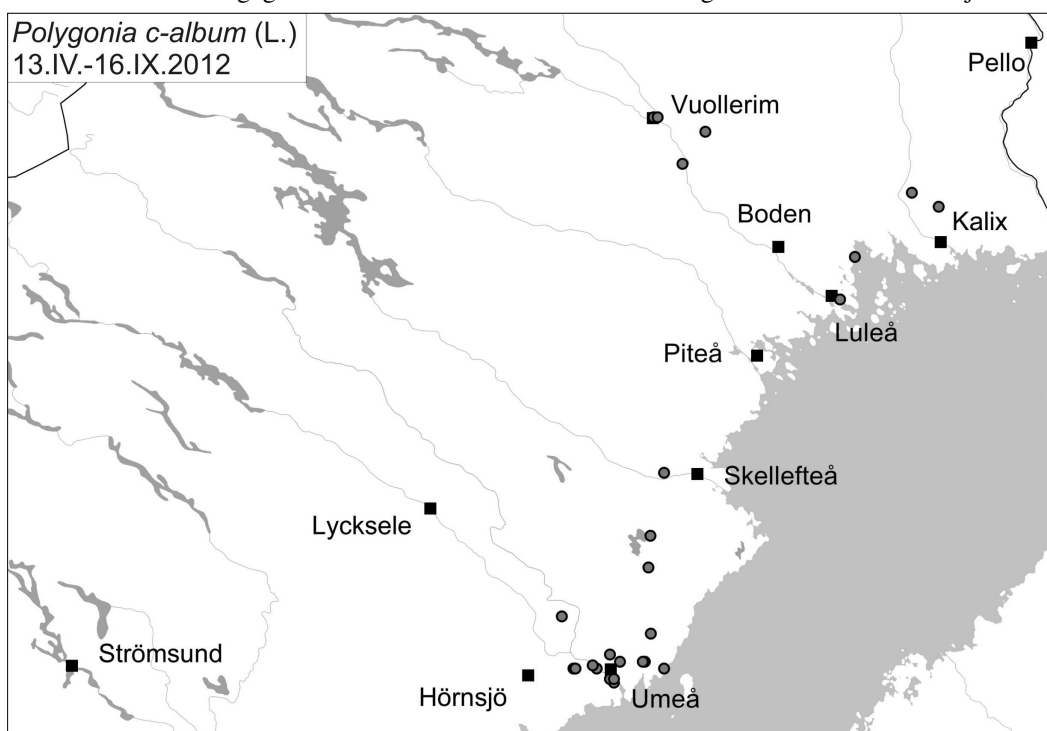 Polygonia c-album (L.)
13.IV.-16.IX.2012
Pello
Vuollerim
Boden
Kalix
Luleå
Piteå
Skellefteå
Lycksele
Strömsund
Hörnsjö
Umeå